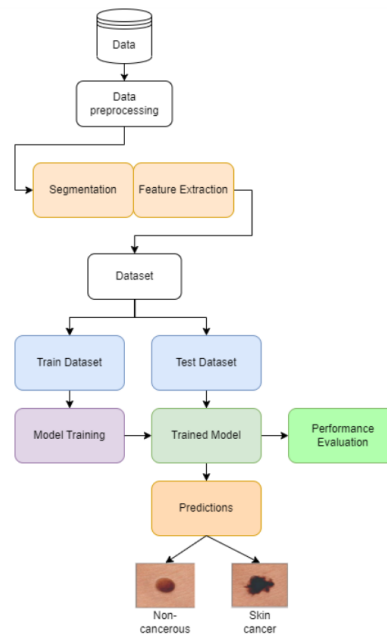 Data
Data
preprocessing
Segmentation
Feature Extraction
Dataset
Train Dataset
Test Dataset
Model Training
Trained Model
Performance
Evaluation
Predictions
Non-
cancerous
Skin
cancer